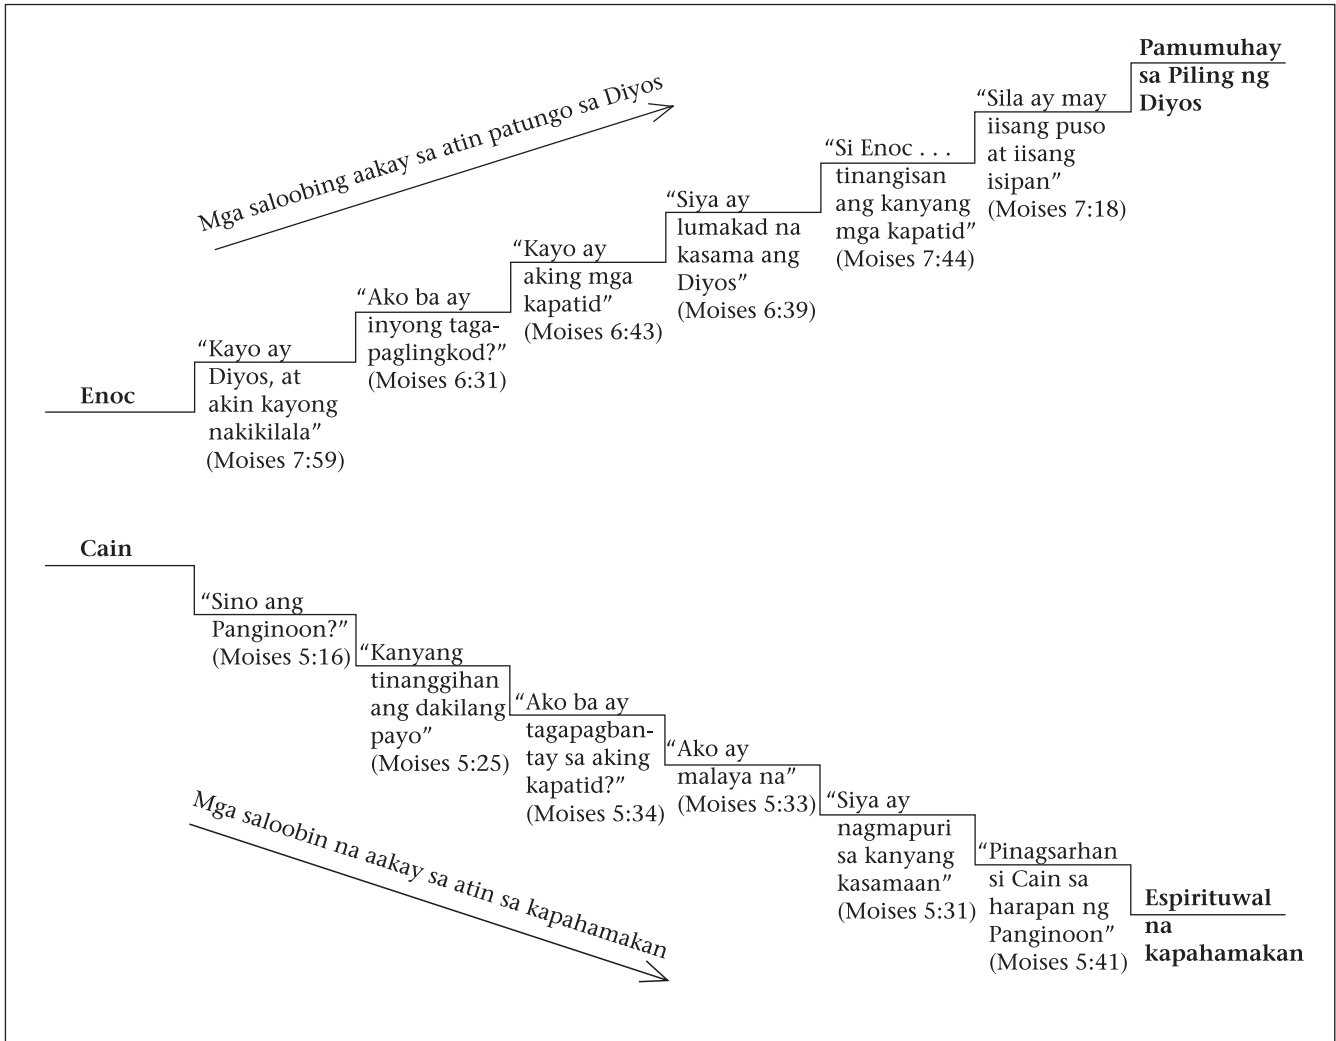 Mga saloobing aakay sa atin patungo sa Diyos
Enoc
“Kayo ay
Diyos, at
akin kayong
nakikilala”
(Moises 7:59)
“Ako ba ay
inyong taga-
paglingkod?”
(Moises 6:31)
“Kayo ay
aking mga
kapatid”
(Moises 6:43)
“Siya ay
lumakad na
kasama ang
Diyos”
(Moises 6:39)
“Si Enoc . . .
tinangisan
ang kanyang
mga kapatid”
(Moises 7:44)
“Sila ay may
iisang puso
at iisang
isipan”
(Moises 7:18)
Pamumuhay
sa Piling ng
Diyos
Cain
“Sino ang
Panginoon?”
(Moises 5:16)
“Kanyang
tinanggihan
ang dakilang
payo”
(Moises 5:25)
“Ako ba ay
tagapagban-
tay sa aking
kapatid?”
(Moises 5:34)
“Ako ay
malaya na”
(Moises 5:33)
“Siya ay
nagmapuri
sa kanyang
kasamaan”
(Moises 5:31)
“Pinagsarhan
si Cain sa
harapan ng
Panginoon”
(Moises 5:41)
Espirituwal
na
kapahamakan
Mga saloobin na aakay sa atin sa kapahamakan